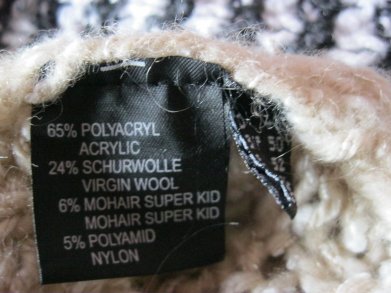 65% POLYACRYL
ACRYLIC
24% SCHURWOLLE
VIRGIN WOOL
6% MOHAIR SUPER KID
MOHAIR SUPER KID
5% POLYAMID
NYLON